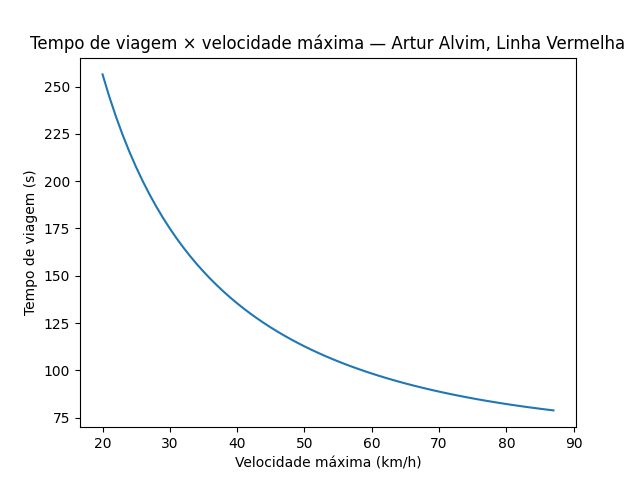 Tempo de viagem × velocidade máxima — Artur Alvim, Linha Vermelha
Tempo de viagem (s)
250
225
200
175
150
125
100
75
20 30 40 50 60 70 80 90
Velocidade máxima (km/h)